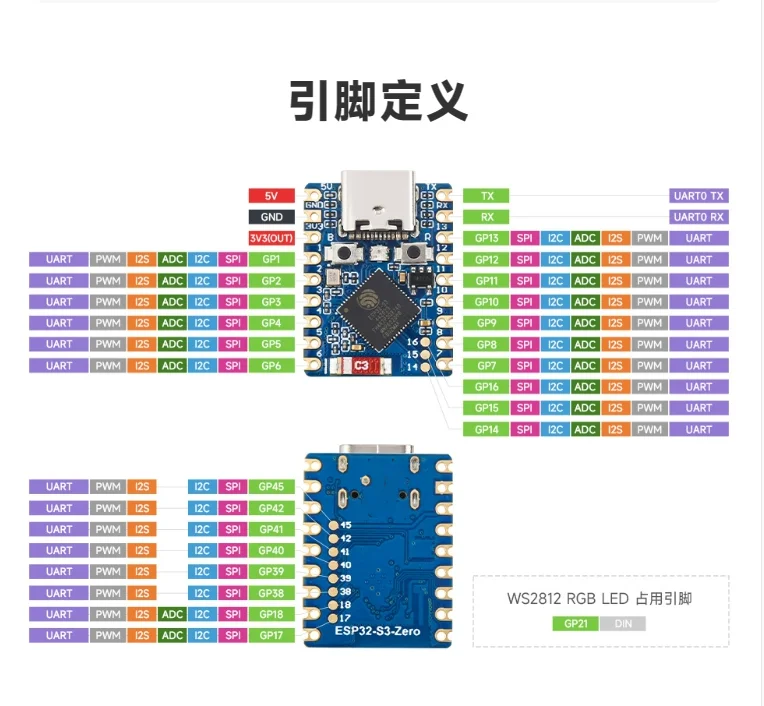 引脚定义
5V TX UART0 TX
GND RX UART0 RX
3V3(OUT) GP13 SPI I2C ADC I2S PWM UART
UART PWM I2S ADC I2C SPI GP1 GP12 SPI I2C ADC I2S PWM UART
UART PWM I2S ADC I2C SPI GP2 GP11 SPI I2C ADC I2S PWM UART
UART PWM I2S ADC I2C SPI GP3 GP10 SPI I2C ADC I2S PWM UART
UART PWM I2S ADC I2C SPI GP4 GP9 SPI I2C ADC I2S PWM UART
UART PWM I2S ADC I2C SPI GP5 GP8 SPI I2C ADC I2S PWM UART
UART PWM I2S ADC I2C SPI GP6 GP7 SPI I2C ADC I2S PWM UART
GP16 SPI I2C ADC I2S PWM UART
GP15 SPI I2C ADC I2S PWM UART
GP14 SPI I2C ADC I2S PWM UART
5V TX
GND RX
3V3 13
B R
1 12
2 11
3 10
4 9
5 16 8
6 15 7
C3 14
UART PWM I2S I2C SPI GP45
UART PWM I2S I2C SPI GP42
UART PWM I2S I2C SPI GP41
UART PWM I2S I2C SPI GP40
UART PWM I2S I2C SPI GP39
UART PWM I2S I2C SPI GP38
UART PWM I2S ADC I2C SPI GP18
UART PWM I2S ADC I2C SPI GP17
45
42
41
40
39
38
18
17
ESP32-S3-Zero
WS2812 RGB LED 占用引脚
GP21 DIN